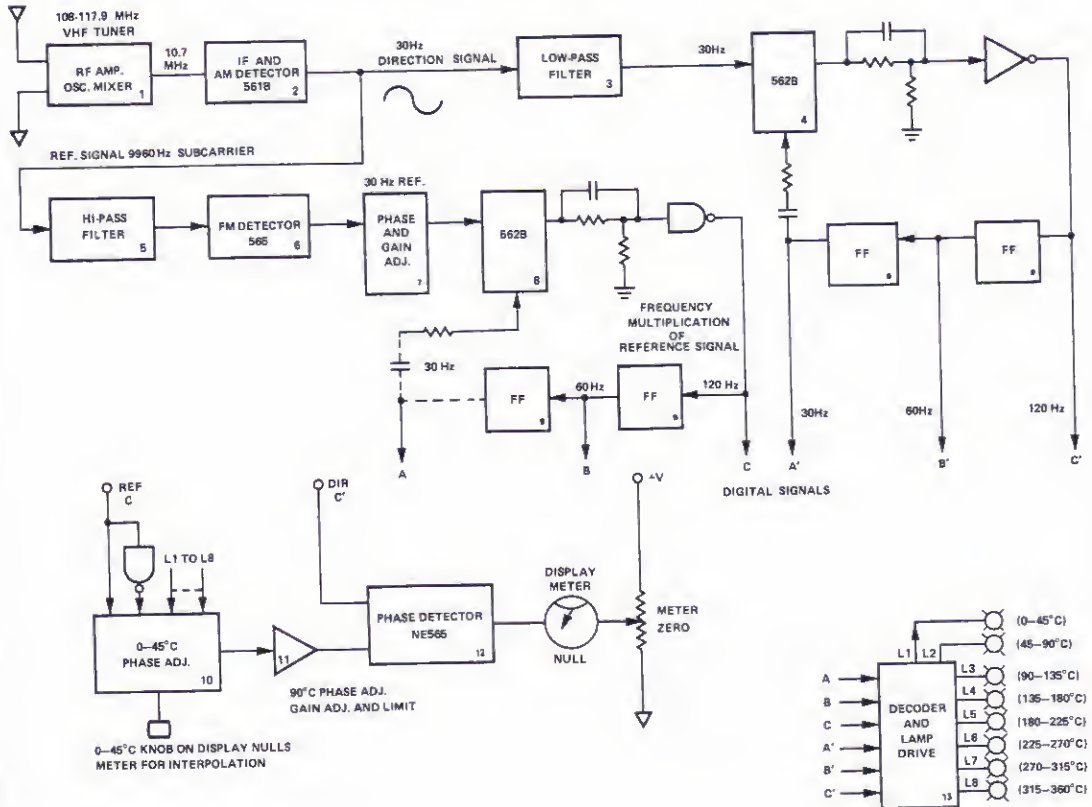 108-117.9 MHz
VHF TUNER
RF AMP.
OSC. MIXER
1
10.7
MHz
IF AND
AM DETECTOR
561B
2
30Hz
DIRECTION SIGNAL
LOW-PASS
FILTER
3
30Hz
562B
4
REF. SIGNAL 9960Hz SUBCARRIER
HI-PASS
FILTER
5
FM DETECTOR
565
6
30 Hz REF.
PHASE
AND
GAIN
ADJ.
7
562B
8
FF
9
FF
9
FREQUENCY
MULTIPLICATION
OF
REFERENCE SIGNAL
30 Hz
FF
9
60Hz
FF
9
120 Hz
30Hz
60Hz
120 Hz
A
B
C
A'
B'
C'
DIGITAL SIGNALS
REF
C
L1 TO L8
0–45°C
PHASE ADJ.
10
0–45°C KNOB ON DISPLAY NULLS
METER FOR INTERPOLATION
11
90°C PHASE ADJ.
GAIN ADJ. AND LIMIT
DIR
C'
PHASE DETECTOR
NE565
12
DISPLAY
METER
NULL
+V
METER
ZERO
A
B
C
A'
B'
C'
DECODER
AND
LAMP
DRIVE
13
L1
L2
L3
L4
L5
L6
L7
L8
(0–45°C)
(45–90°C)
(90–135°C)
(135–180°C)
(180–225°C)
(225–270°C)
(270–315°C)
(315–360°C)